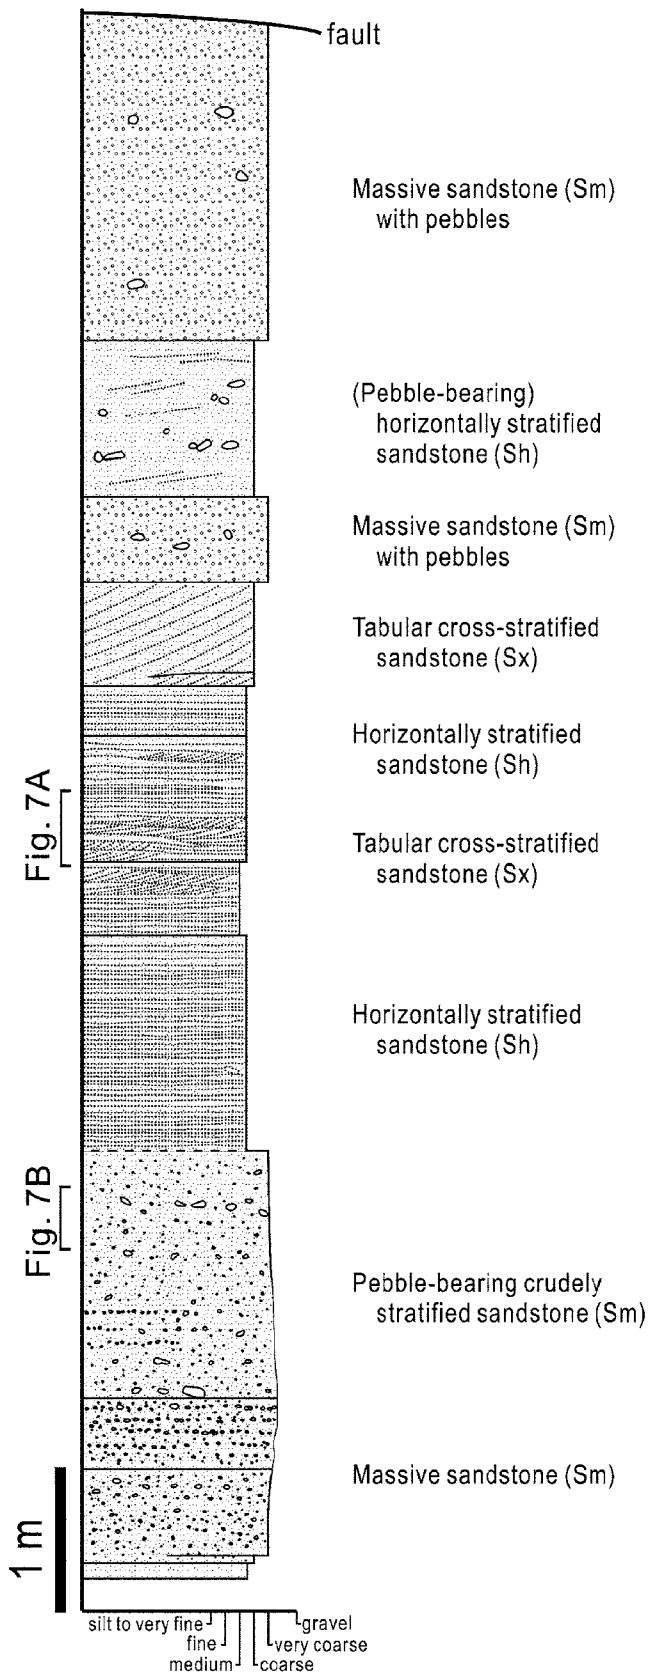 fault
Massive sandstone (Sm)
with pebbles
(Pebble-bearing)
horizontally stratified
sandstone (Sh)
Massive sandstone (Sm)
with pebbles
Tabular cross-stratified
sandstone (Sx)
Horizontally stratified
sandstone (Sh)
Fig. 7A
Tabular cross-stratified
sandstone (Sx)
Horizontally stratified
sandstone (Sh)
Fig. 7B
Pebble-bearing crudely
stratified sandstone (Sm)
Massive sandstone (Sm)
1 m
silt to very fine
gravel
fine
very coarse
medium
coarse